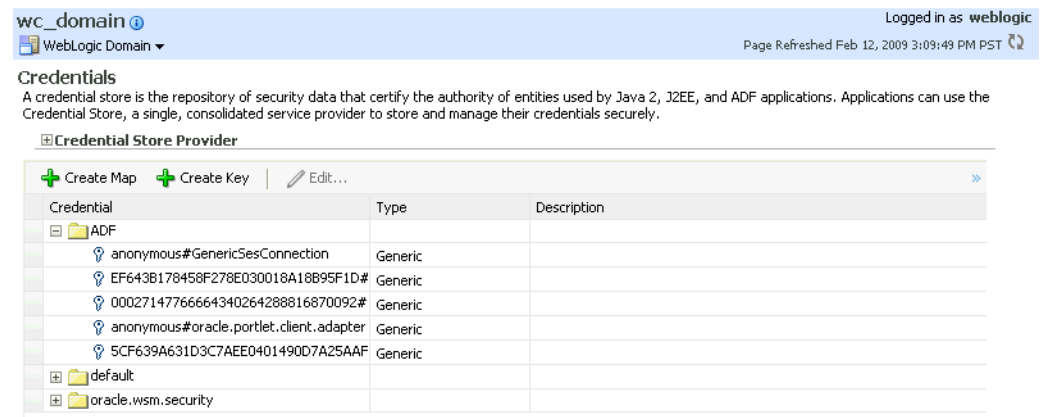 wc_domain
Logged in as weblogic
WebLogic Domain
Page Refreshed Feb 12, 2009 3:09:49 PM PST
Credentials
A credential store is the repository of security data that certify the authority of entities used by Java 2, J2EE, and ADF applications. Applications can use the
Credential Store, a single, consolidated service provider to store and manage their credentials securely.
Credential Store Provider
Create Map Create Key Edit... »
Credential Type Description
ADF
anonymous#GenericSesConnection Generic
EF643B178458F278E030018A18B95F1D# Generic
0002714776666434026428881687009​2# Generic
anonymous#oracle.portlet.client.adapter Generic
5CF639A631D3C7AEE0401490D7A25AAF Generic
default
oracle.wsm.security